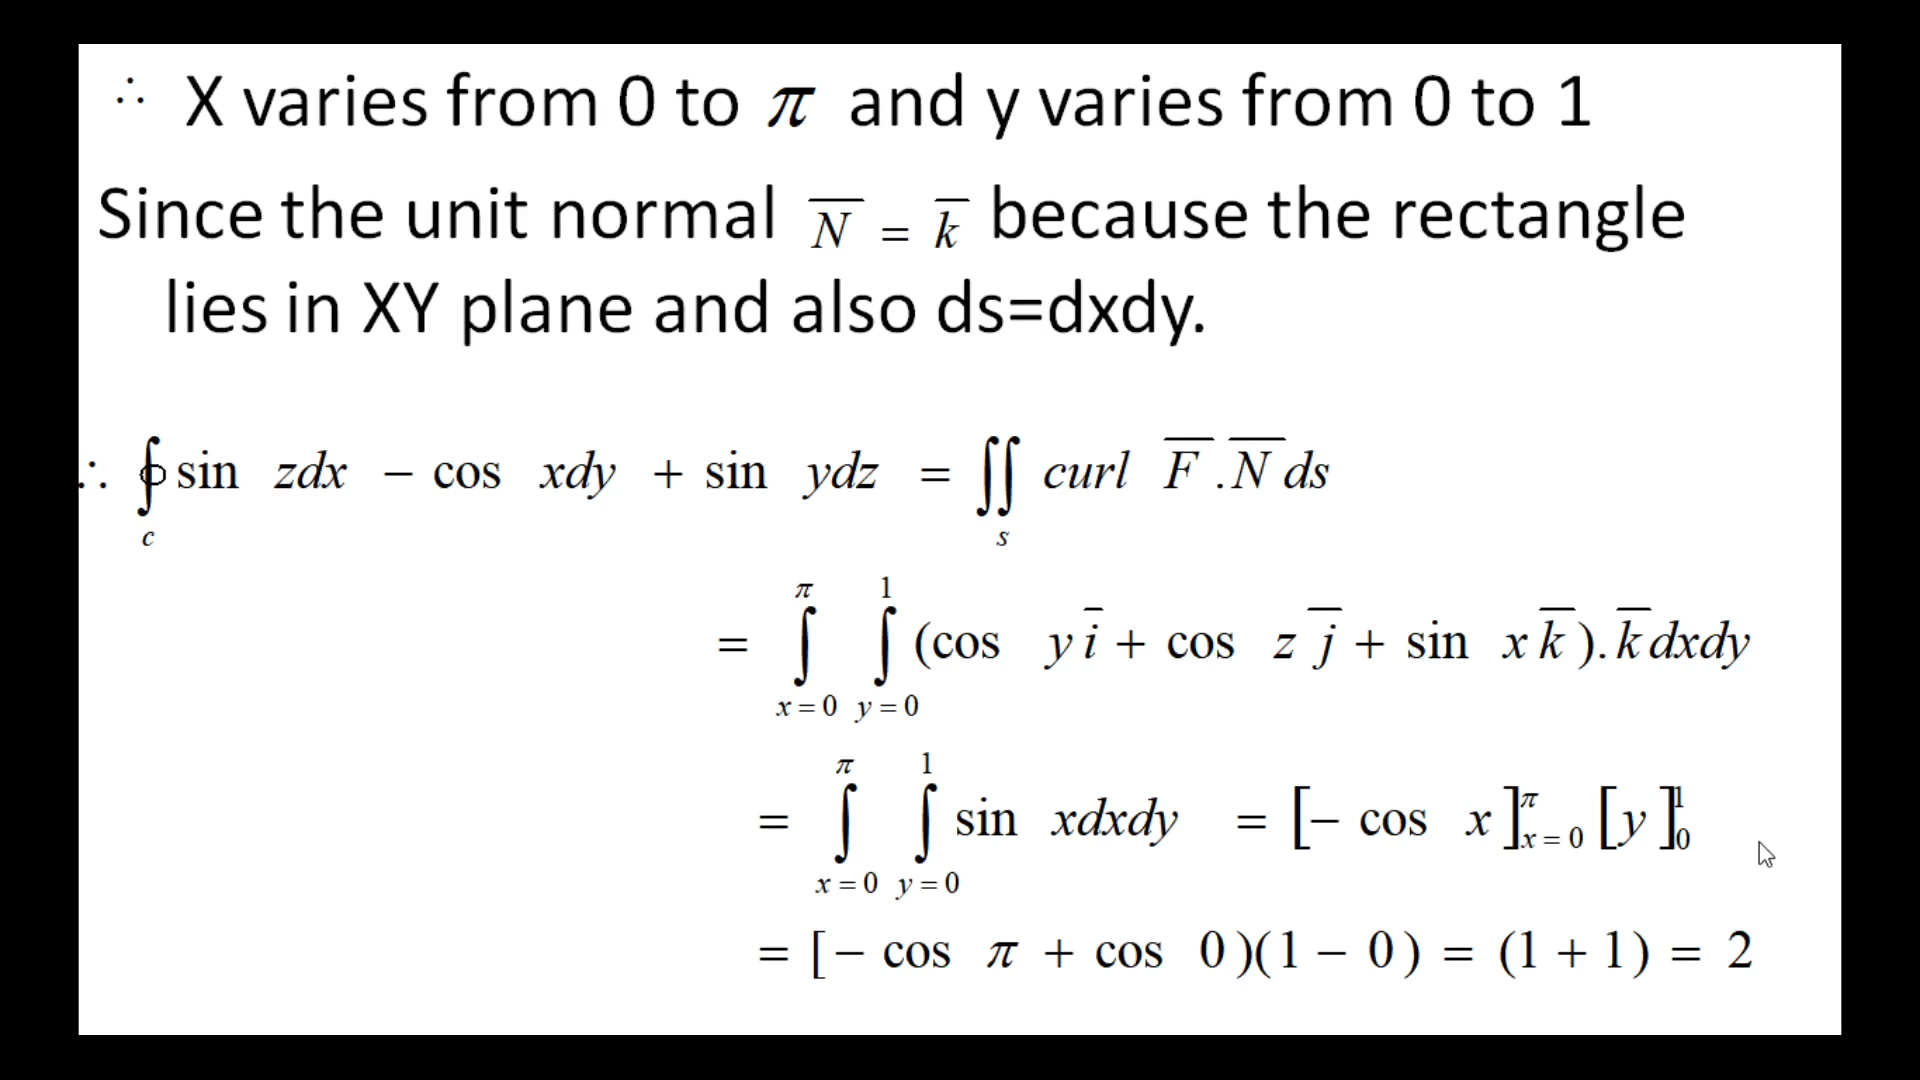 ∴ X varies from 0 to π and y varies from 0 to 1
Since the unit normal N̅ = k̅ because the rectangle
lies in XY plane and also ds=dxdy.
∴ ∮_c sin zdx − cos xdy + sin ydz = ∬_s curl F̅ . N̅ ds
= ∫_{x=0}^{π} ∫_{y=0}^{1} (cos y i̅ + cos z j̅ + sin x k̅ ) . k̅ dxdy
= ∫_{x=0}^{π} ∫_{y=0}^{1} sin xdxdy = [− cos x]_{x=0}^{π} [y]_{0}^{1}
= [− cos π + cos 0)(1 − 0) = (1 + 1) = 2